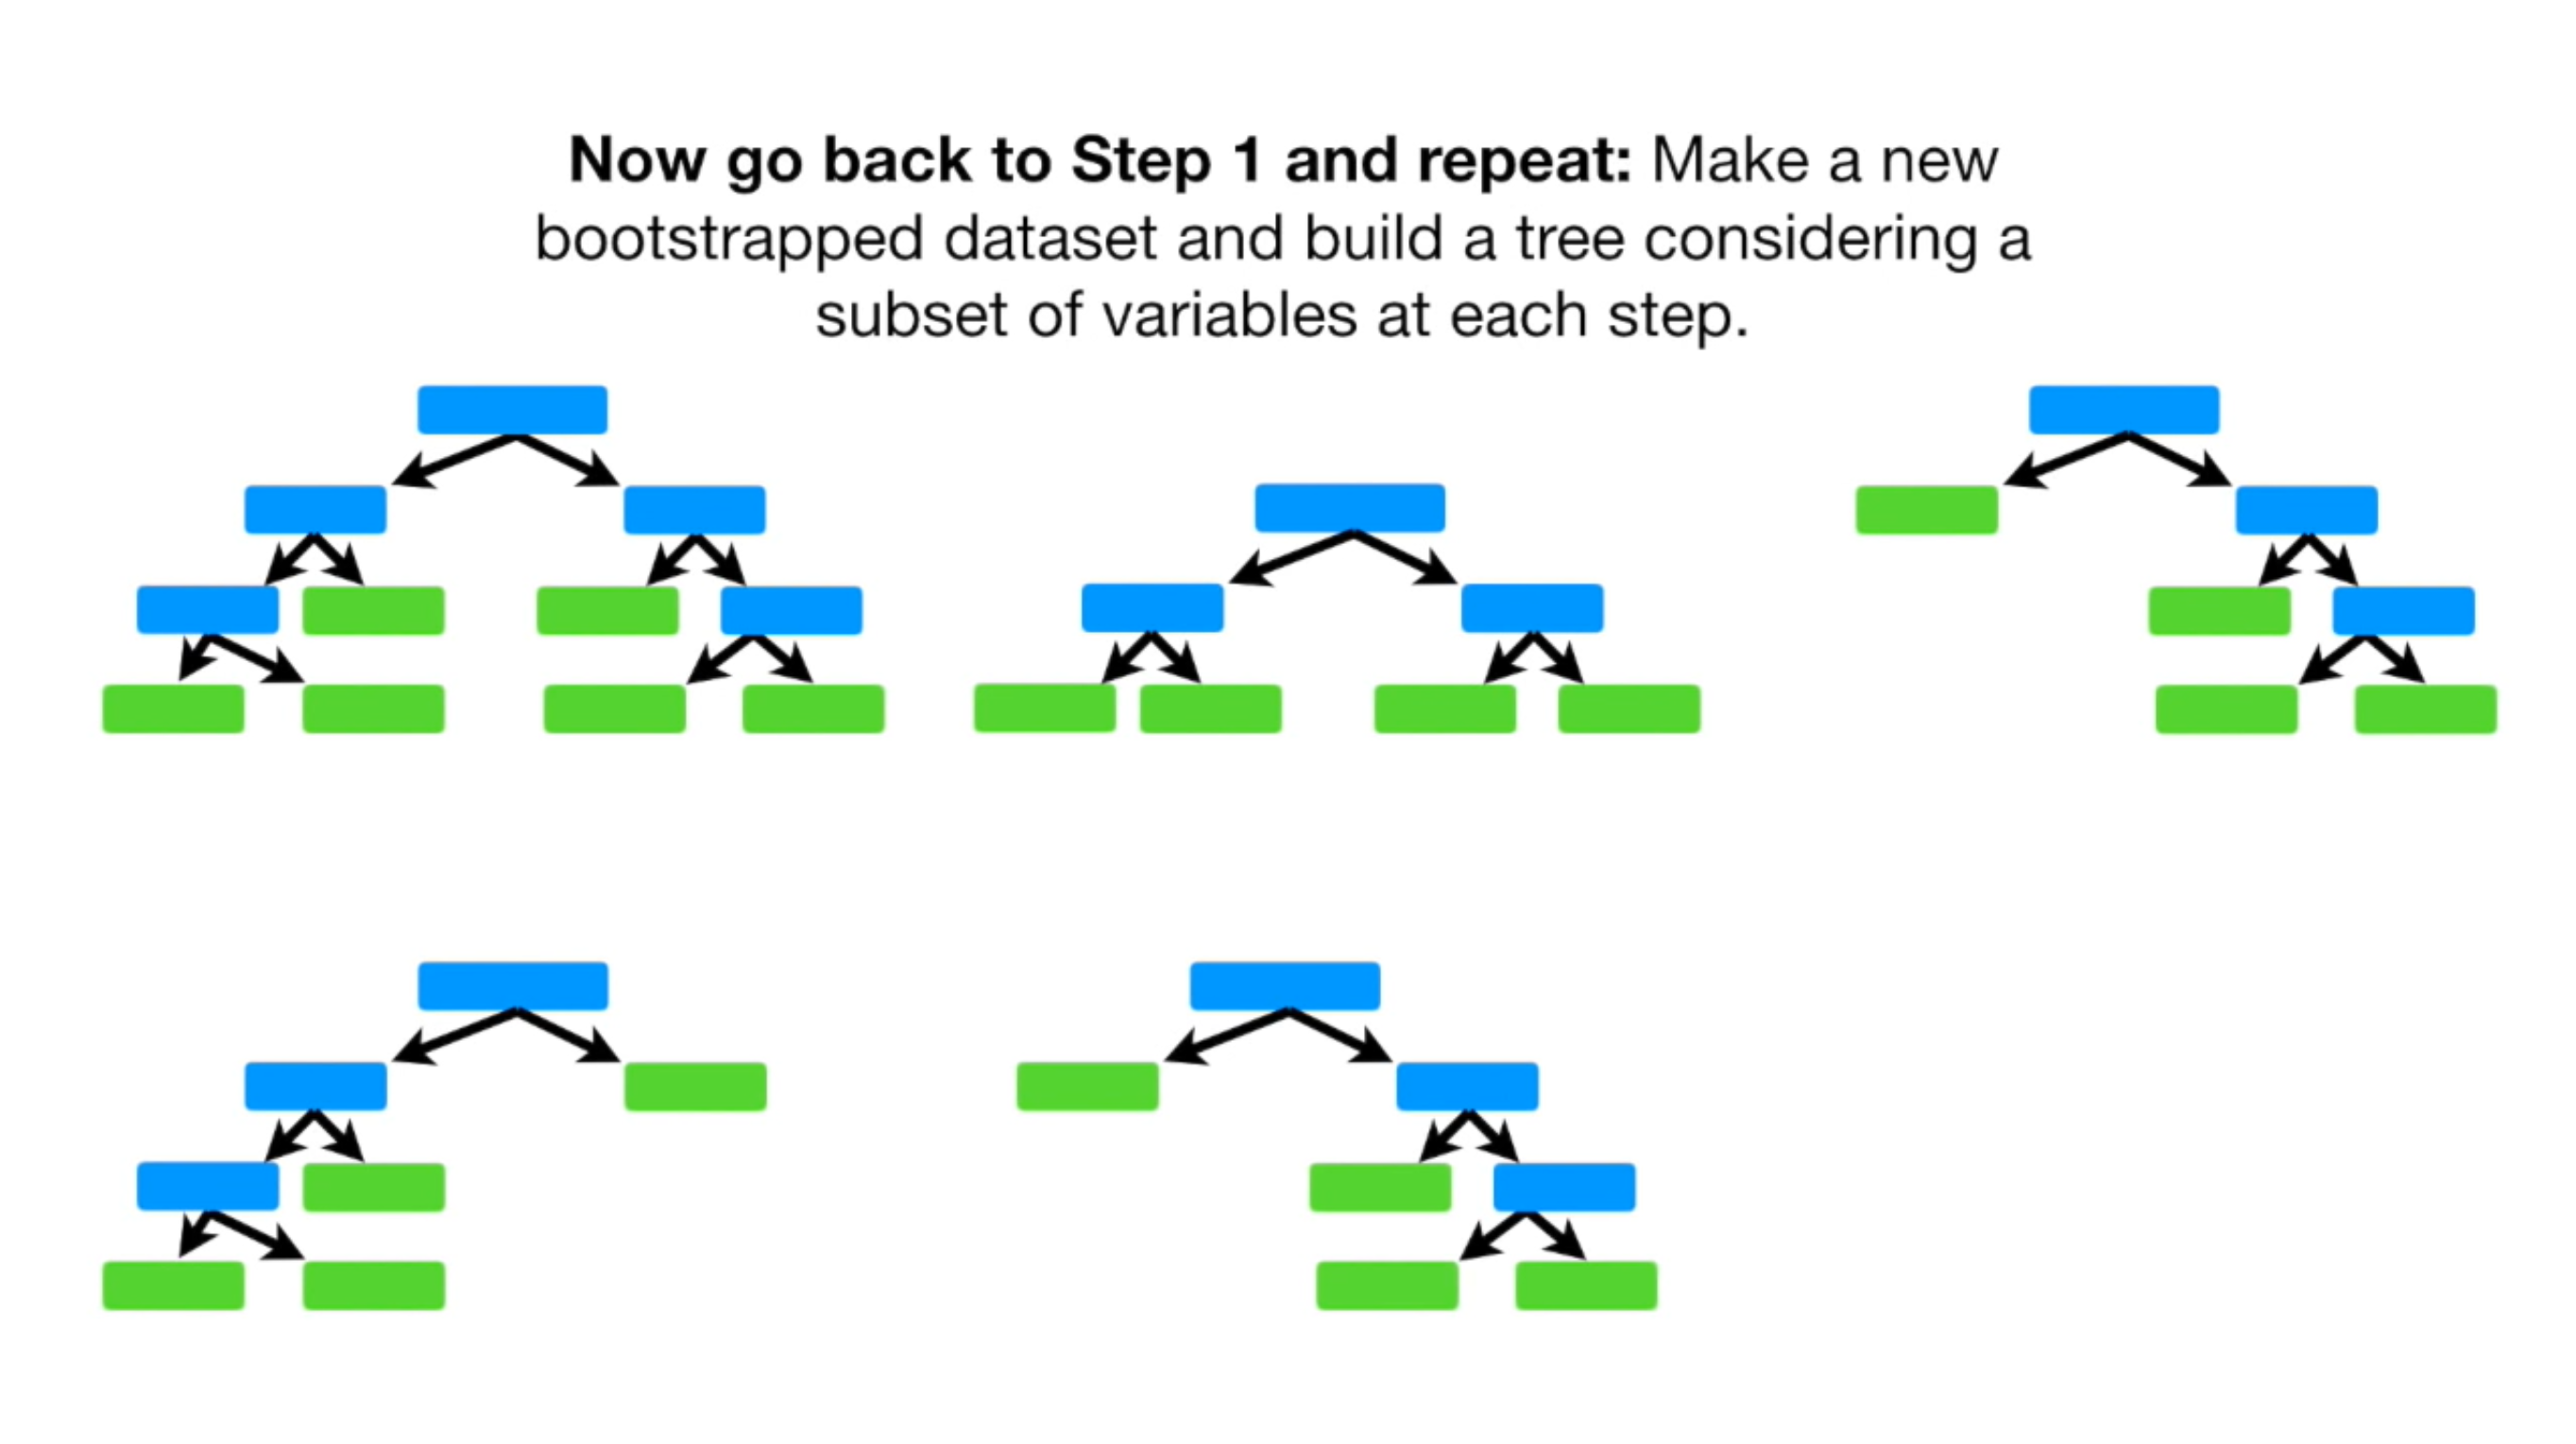 Now go back to Step 1 and repeat: Make a new
bootstrapped dataset and build a tree considering a
subset of variables at each step.